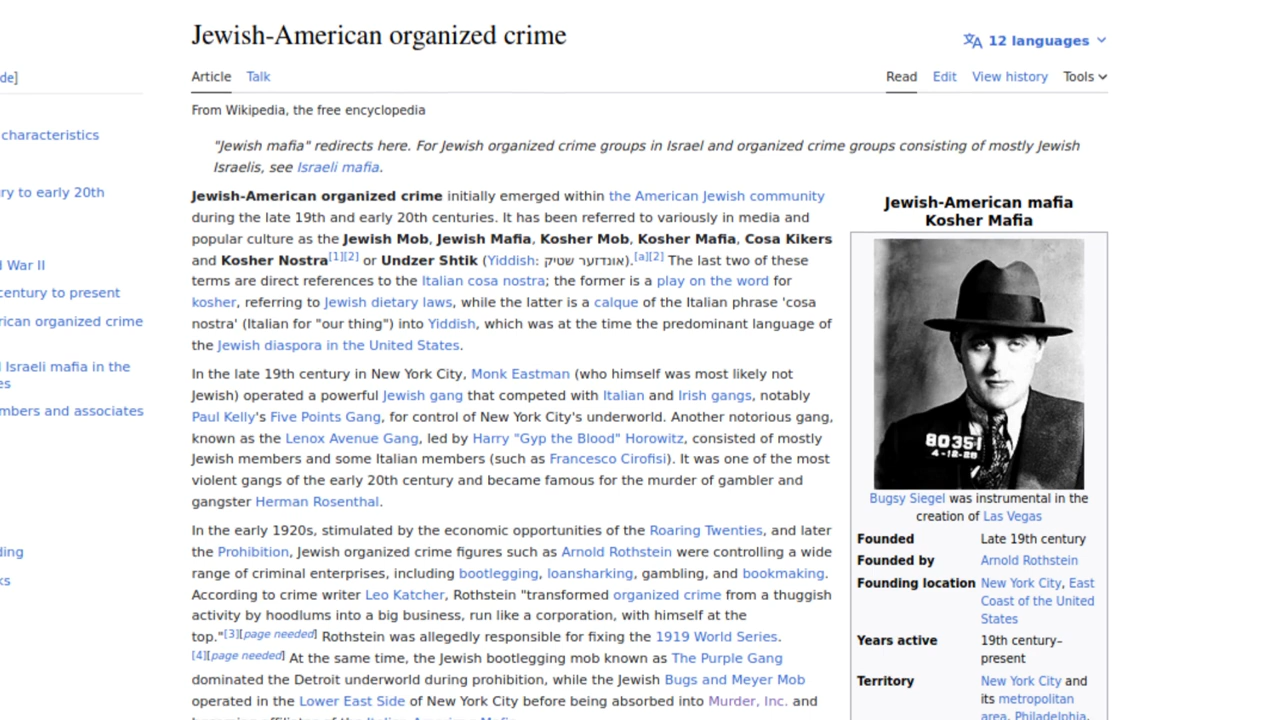 Jewish-American organized crime
12 languages
de]
Article Talk
Read Edit View history Tools
From Wikipedia, the free encyclopedia
characteristics
ry to early 20th
War II
century to present
rican organized crime
Israeli mafia in the
es
mbers and associates
ding
ks
"Jewish mafia" redirects here. For Jewish organized crime groups in Israel and organized crime groups consisting of mostly Jewish
Israelis, see Israeli mafia.
Jewish-American organized crime initially emerged within the American Jewish community
during the late 19th and early 20th centuries. It has been referred to variously in media and
popular culture as the Jewish Mob, Jewish Mafia, Kosher Mob, Kosher Mafia, Cosa Kikers
and Kosher Nostra[1][2] or Undzer Shtik (Yiddish: אונדזער שטיק).[a][2] The last two of these
terms are direct references to the Italian cosa nostra; the former is a play on the word for
kosher, referring to Jewish dietary laws, while the latter is a calque of the Italian phrase 'cosa
nostra' (Italian for "our thing") into Yiddish, which was at the time the predominant language of
the Jewish diaspora in the United States.
In the late 19th century in New York City, Monk Eastman (who himself was most likely not
Jewish) operated a powerful Jewish gang that competed with Italian and Irish gangs, notably
Paul Kelly's Five Points Gang, for control of New York City's underworld. Another notorious gang,
known as the Lenox Avenue Gang, led by Harry "Gyp the Blood" Horowitz, consisted of mostly
Jewish members and some Italian members (such as Francesco Cirofisi). It was one of the most
violent gangs of the early 20th century and became famous for the murder of gambler and
gangster Herman Rosenthal.
In the early 1920s, stimulated by the economic opportunities of the Roaring Twenties, and later
the Prohibition, Jewish organized crime figures such as Arnold Rothstein were controlling a wide
range of criminal enterprises, including bootlegging, loansharking, gambling, and bookmaking.
According to crime writer Leo Katcher, Rothstein "transformed organized crime from a thuggish
activity by hoodlums into a big business, run like a corporation, with himself at the
top."[3][page needed] Rothstein was allegedly responsible for fixing the 1919 World Series.
[4][page needed] At the same time, the Jewish bootlegging mob known as The Purple Gang
dominated the Detroit underworld during prohibition, while the Jewish Bugs and Meyer Mob
operated in the Lower East Side of New York City before being absorbed into Murder, Inc. and
Jewish-American mafia
Kosher Mafia
80351
4-12-28
Bugsy Siegel was instrumental in the
creation of Las Vegas
Founded Late 19th century
Founded by Arnold Rothstein
Founding location New York City, East
Coast of the United
States
Years active 19th century–
present
Territory New York City and
its metropolitan
area, Philadelphia,